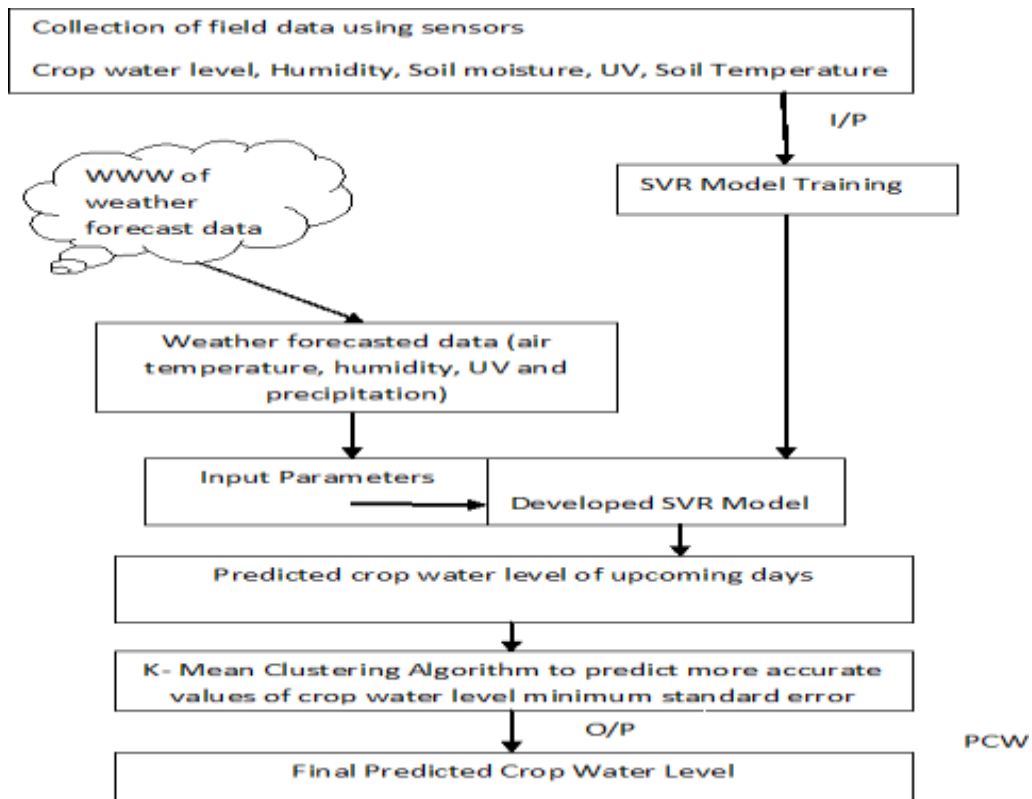 Collection of field data using sensors
Crop water level, Humidity, Soil moisture, UV, Soil Temperature
I/P
WWW of
weather
forecast data
SVR Model Training
Weather forecasted data (air
temperature, humidity, UV and
precipitation)
Input Parameters
Developed SVR Model
Predicted crop water level of upcoming days
K- Mean Clustering Algorithm to predict more accurate
values of crop water level minimum standard error
O/P
PCW
Final Predicted Crop Water Level